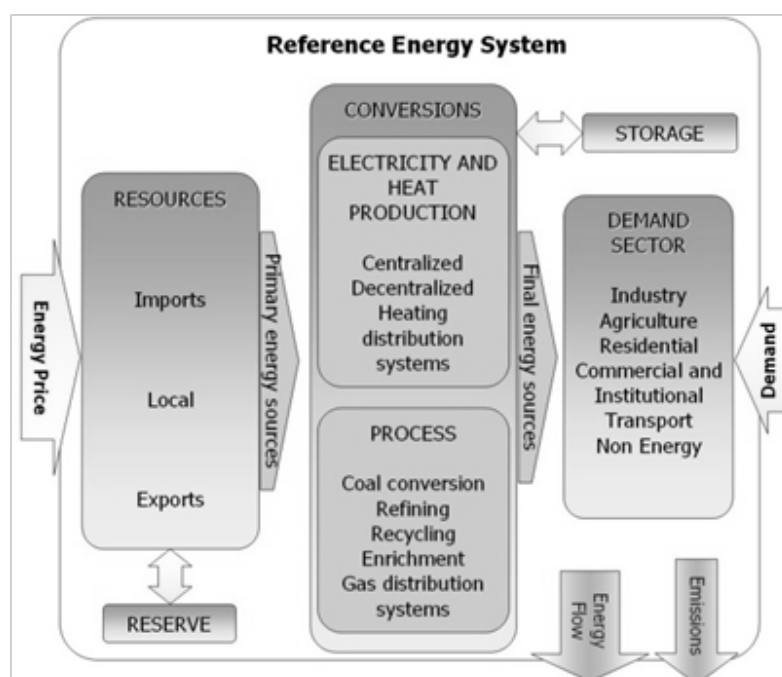 Reference Energy System
CONVERSIONS
STORAGE
ELECTRICITY AND
HEAT
PRODUCTION
Centralized
Decentralized
Heating
distribution
systems
RESOURCES
Imports
Local
Exports
DEMAND
SECTOR
Industry
Agriculture
Residential
Commercial and
Institutional
Transport
Non Energy
Energy Price
Primary
energy sources
Final energy sources
Demand
PROCESS
Coal conversion
Refining
Recycling
Enrichment
Gas distribution
systems
RESERVE
Energy
Flow
Emissions